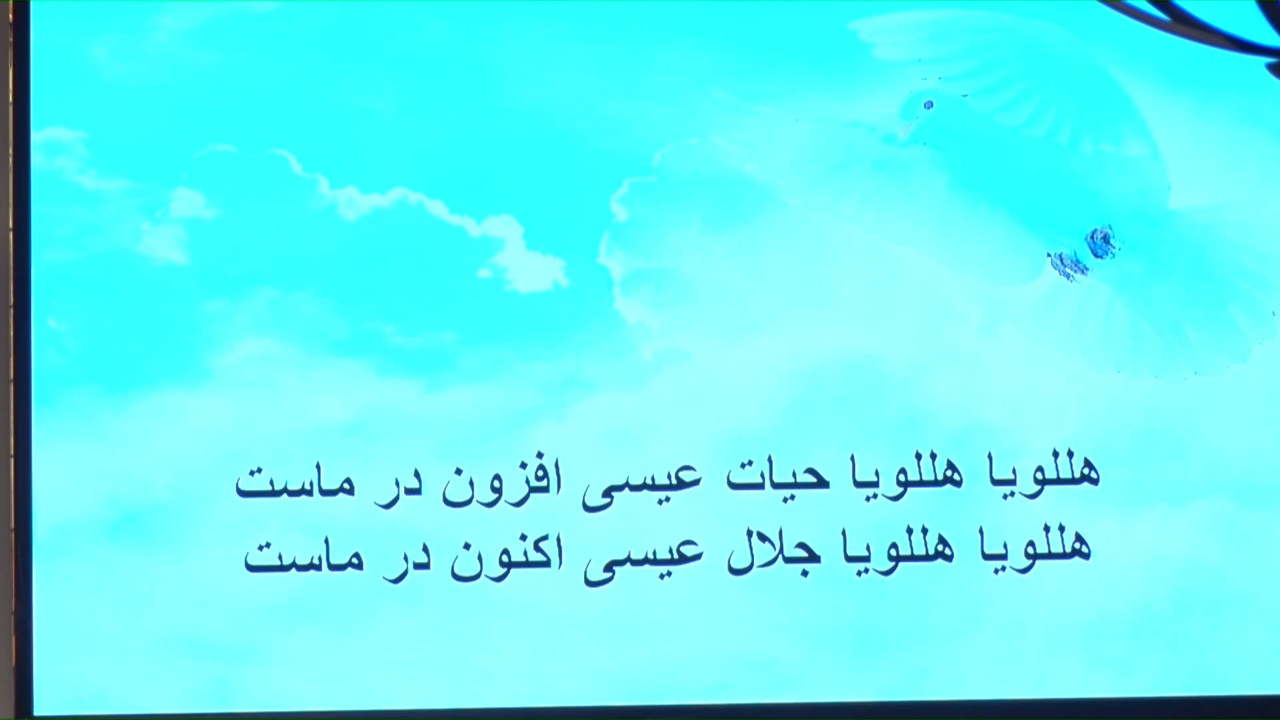 هللویا هللویا حیات عیسی افزون در ماست
هللویا هللویا جلال عیسی اکنون در ماست